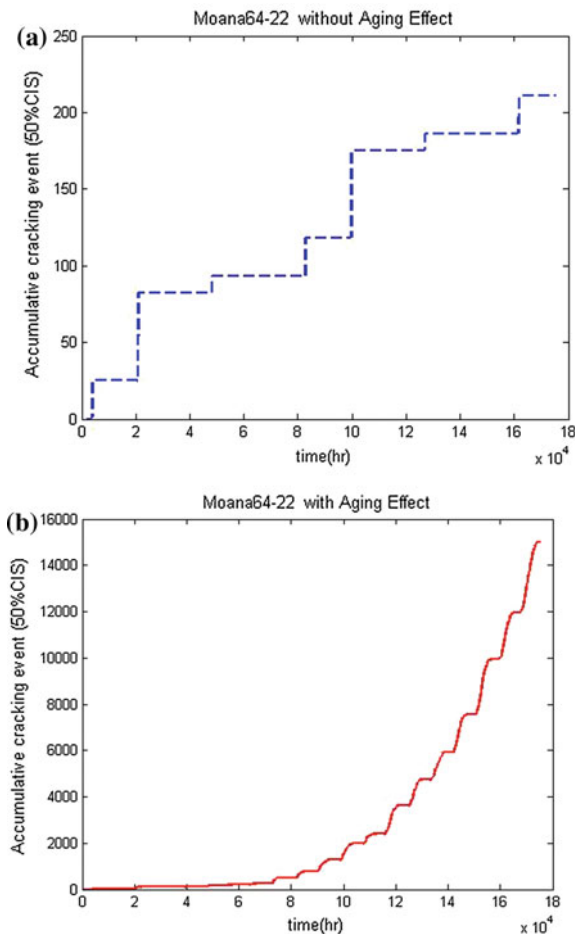 (a)
Moana64-22 without Aging Effect
Accumulative cracking event (50%CIS)
250
200
150
100
50
0
0 2 4 6 8 10 12 14 16 18
time(hr)
x 10^4
(b)
Moana64-22 with Aging Effect
Accumulative cracking event (50%CIS)
16000
14000
12000
10000
8000
6000
4000
2000
0
0 2 4 6 8 10 12 14 16 18
time(hr)
x 10^4